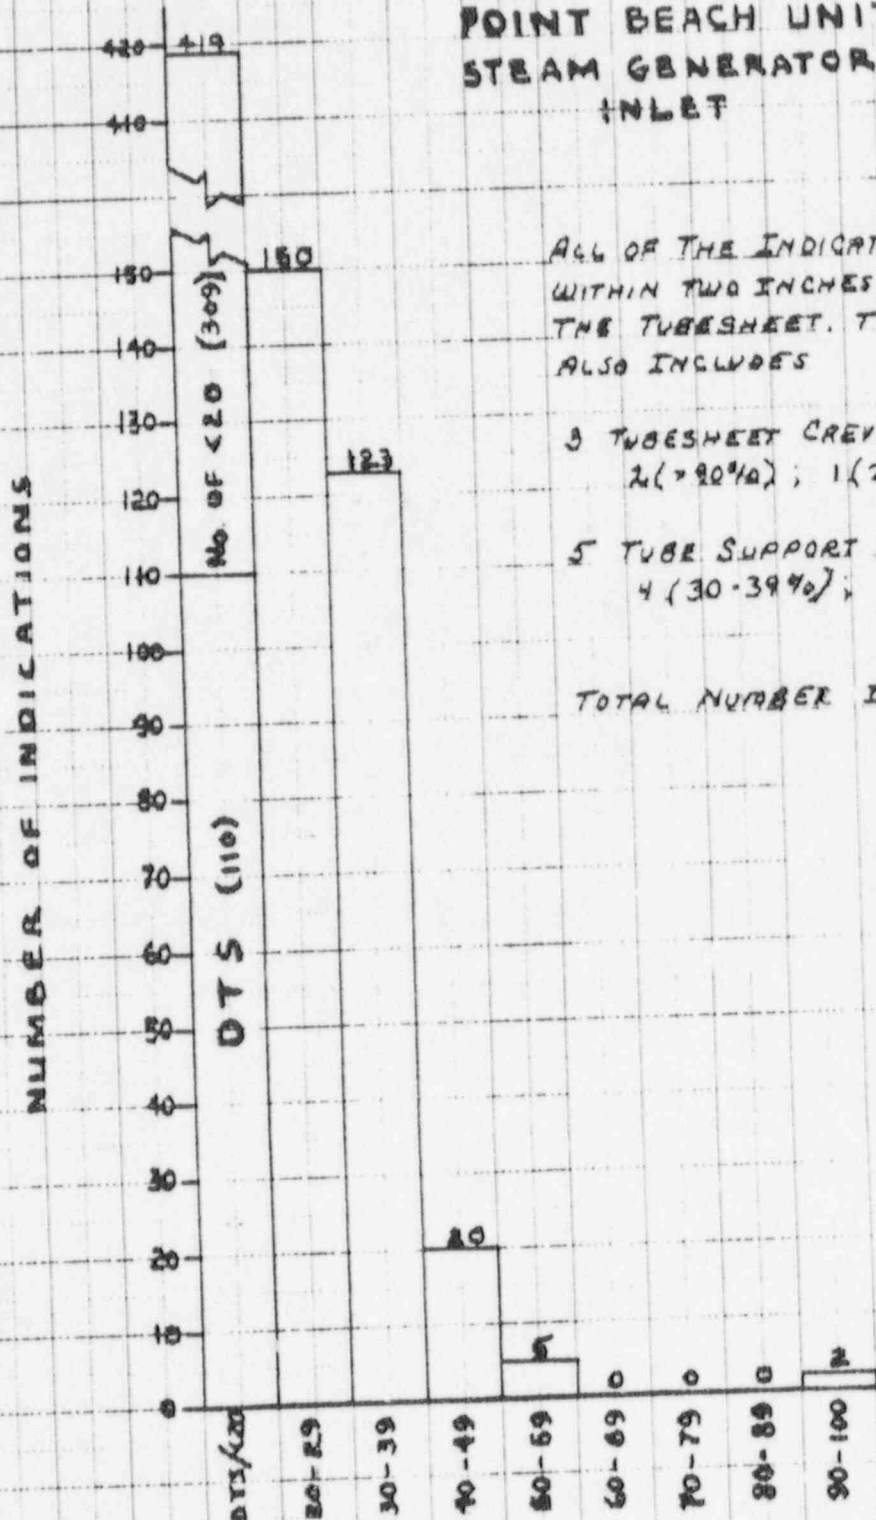 POINT BEACH UNIT
STEAM GENERATOR
INLET
ALL OF THE INDICAT
WITHIN TWO INCHES
THE TUBESHEET. T
ALSO INCLUDES
3 TUBESHEET CREV
2(>90%); 1(
5 TUBE SUPPORT
4 (30-39%);
TOTAL NUMBER I
NUMBER OF INDICATIONS
420
410
150
140
130
120
110
100
90
80
70
60
50
40
30
20
10
0
419
150
123
20
5
0
0
0
2
No. OF <20 (309)
DTS (110)
DTS/<20
20-29
30-39
40-49
50-59
60-69
70-79
80-89
90-100